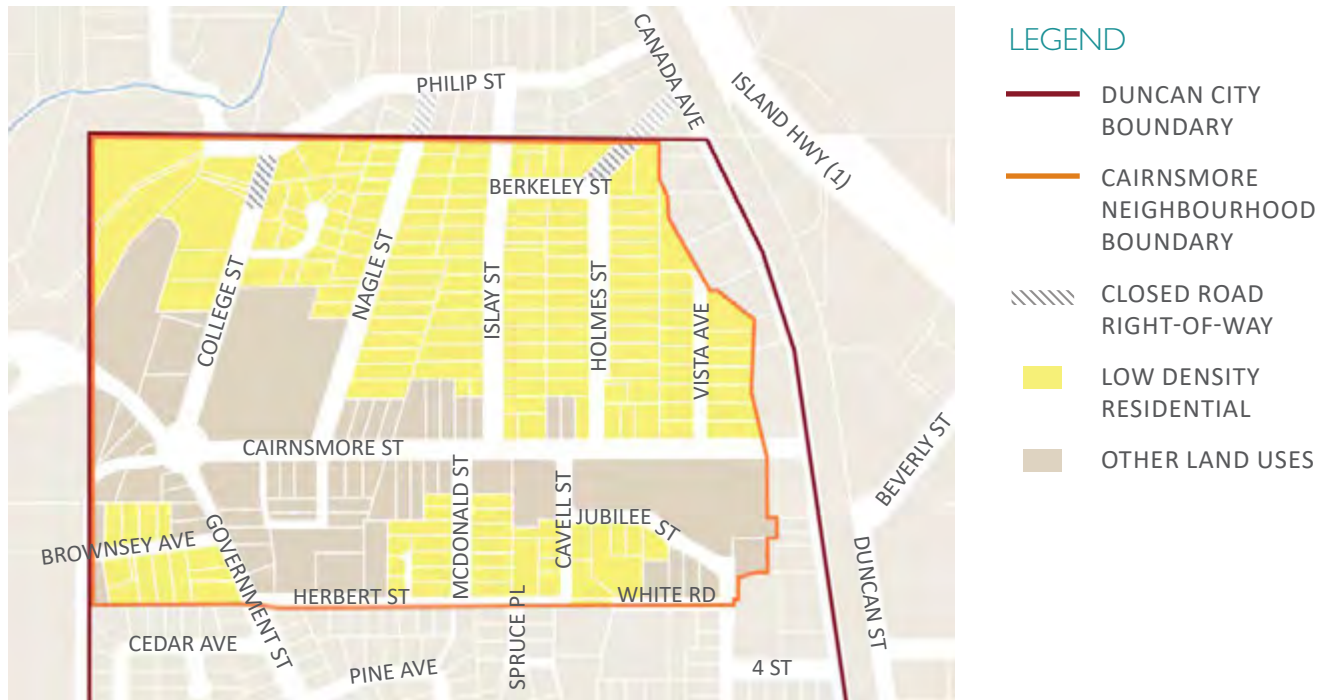 CANADA AVE
ISLAND HWY (1)
PHILIP ST
BERKELEY ST
COLLEGE ST
NAGLE ST
ISLAY ST
HOLMES ST
VISTA AVE
CAIRNSMORE ST
MCDONALD ST
CAVELL ST
JUBILEE ST
BEVERLY ST
BROWNSEY AVE
GOVERNMENT ST
HERBERT ST
WHITE RD
DUNCAN ST
CEDAR AVE
PINE AVE
SPRUCE PL
4 ST
LEGEND
DUNCAN CITY
BOUNDARY
CAIRNSMORE
NEIGHBOURHOOD
BOUNDARY
CLOSED ROAD
RIGHT-OF-WAY
LOW DENSITY
RESIDENTIAL
OTHER LAND USES